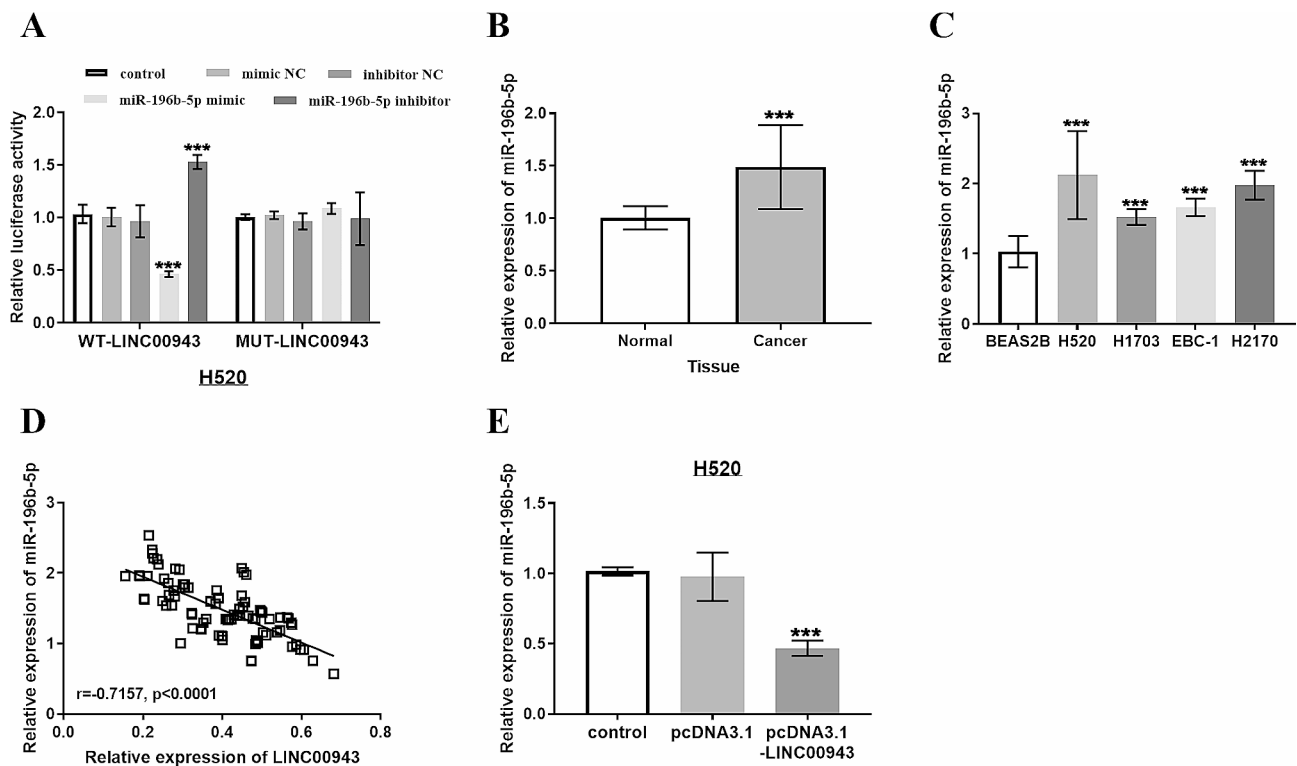 A
control
mimic NC
inhibitor NC
miR-196b-5p mimic
miR-196b-5p inhibitor
Relative luciferase activity
2.0
1.5
1.0
0.5
0.0
***
***
WT-LINC00943
MUT-LINC00943
H520
B
Relative expression of miR-196b-5p
2.0
1.5
1.0
0.5
0.0
***
Normal
Cancer
Tissue
C
Relative expression of miR-196b-5p
3
2
1
0
***
***
***
***
BEAS2B
H520
H1703
EBC-1
H2170
D
Relative expression of miR-196b-5p
3
2
1
0
r=-0.7157, p<0.0001
0.0
0.2
0.4
0.6
0.8
Relative expression of LINC00943
E
H520
Relative expression of miR-196b-5p
1.5
1.0
0.5
0.0
***
control
pcDNA3.1
pcDNA3.1
-LINC00943